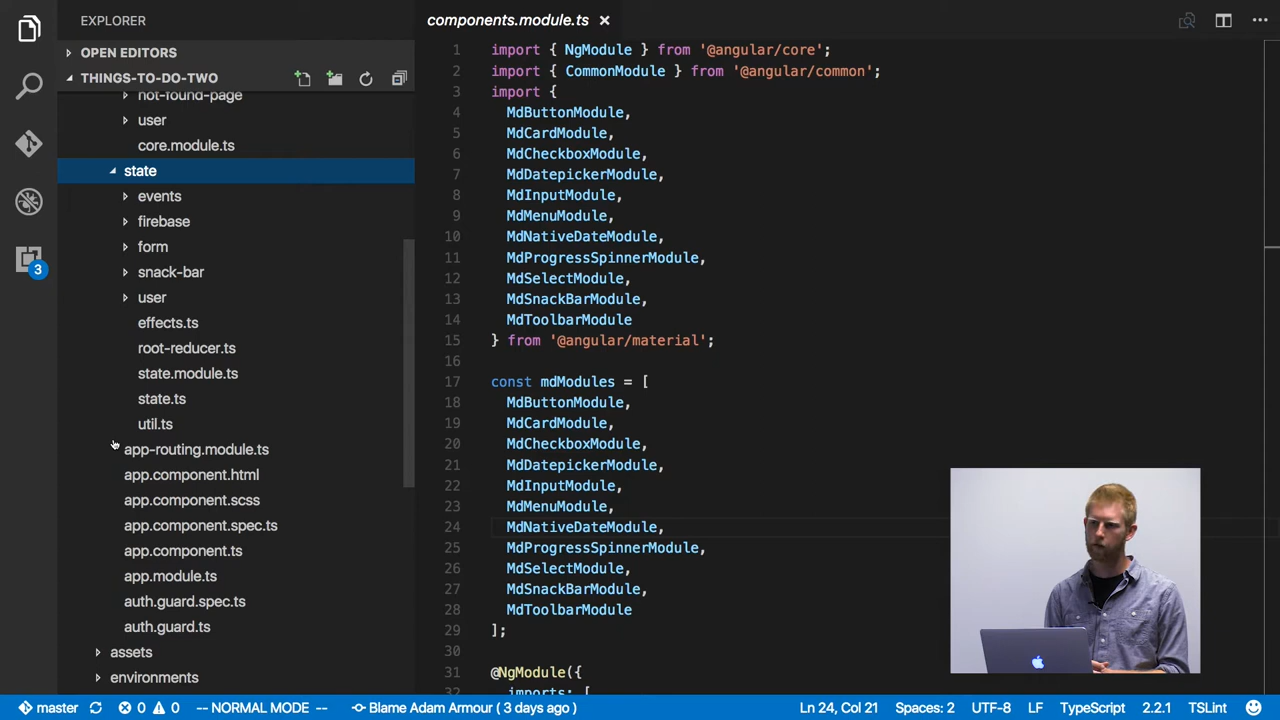 EXPLORER
OPEN EDITORS
THINGS-TO-DO-TWO
not-found-page
user
core.module.ts
state
events
firebase
form
snack-bar
user
effects.ts
root-reducer.ts
state.module.ts
state.ts
util.ts
app-routing.module.ts
app.component.html
app.component.scss
app.component.spec.ts
app.component.ts
app.module.ts
auth.guard.spec.ts
auth.guard.ts
assets
environments
3
components.module.ts
1 import { NgModule } from '@angular/core';
2 import { CommonModule } from '@angular/common';
3 import {
4 MdButtonModule,
5 MdCardModule,
6 MdCheckboxModule,
7 MdDatepickerModule,
8 MdInputModule,
9 MdMenuModule,
10 MdNativeDateModule,
11 MdProgressSpinnerModule,
12 MdSelectModule,
13 MdSnackBarModule,
14 MdToolbarModule
15 } from '@angular/material';
16
17 const mdModules = [
18 MdButtonModule,
19 MdCardModule,
20 MdCheckboxModule,
21 MdDatepickerModule,
22 MdInputModule,
23 MdMenuModule,
24 MdNativeDateModule,
25 MdProgressSpinnerModule,
26 MdSelectModule,
27 MdSnackBarModule,
28 MdToolbarModule
29 ];
30
31 @NgModule({
32 imports: [
master 0 0 -- NORMAL MODE -- Blame Adam Armour ( 3 days ago ) Ln 24, Col 21 Spaces: 2 UTF-8 LF TypeScript 2.2.1 TSLint